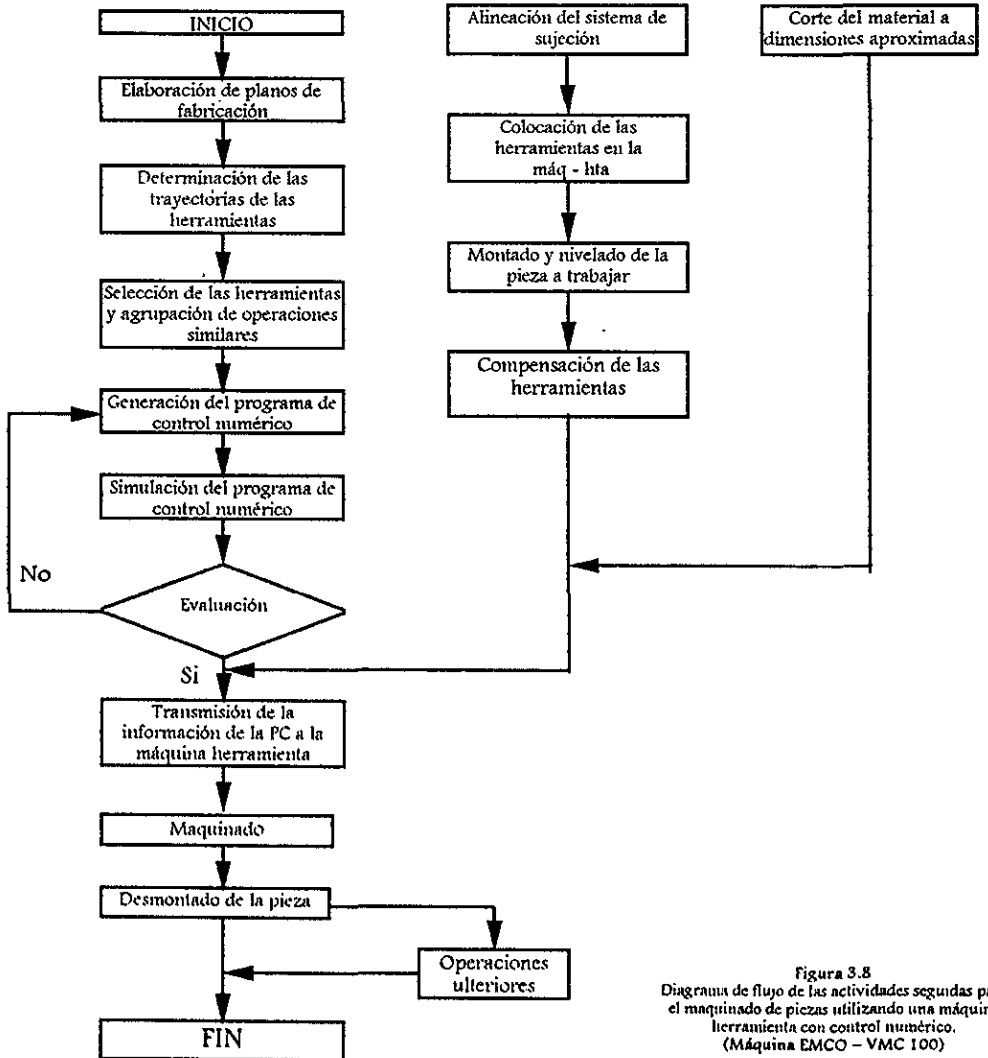 INICIO
Elaboración de planos de
fabricación
Determinación de las
trayectórias de las
herramientas
Selección de las herramientas
y agrupación de operaciones
similares
Generación del programa de
control numérico
Simulación del programa de
control numérico
No
Evaluación
Si
Transmisión de la
información de la PC a la
máquina herramienta
Maquinado
Desmontado de la pieza
Operaciones
ulteriores
FIN
Alineación del sistema de
sujeción
Colocación de las
herramientas en la
máq - hta
Montado y nivelado de la
pieza a trabajar
Compensación de las
herramientas
Corte del material a
dimensiones aproximadas
Figura 3.8
Diagrama de flujo de las actividades seguidas pa
el maquinado de piezas utilizando una máquin
herramienta con control numérico.
(Máquina EMCO – VMC 100)